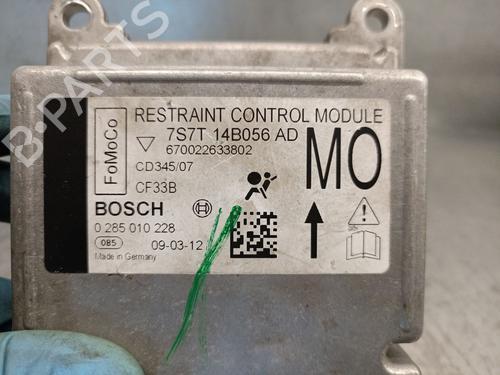 B-PARTS
RESTRAINT CONTROL MODULE
FoMoCo
7S7T 14B056 AD
670022633802
MO
CD345/07
CF33B
BOSCH
0 285 010 228
OB5
09-03-12
Made in Germany